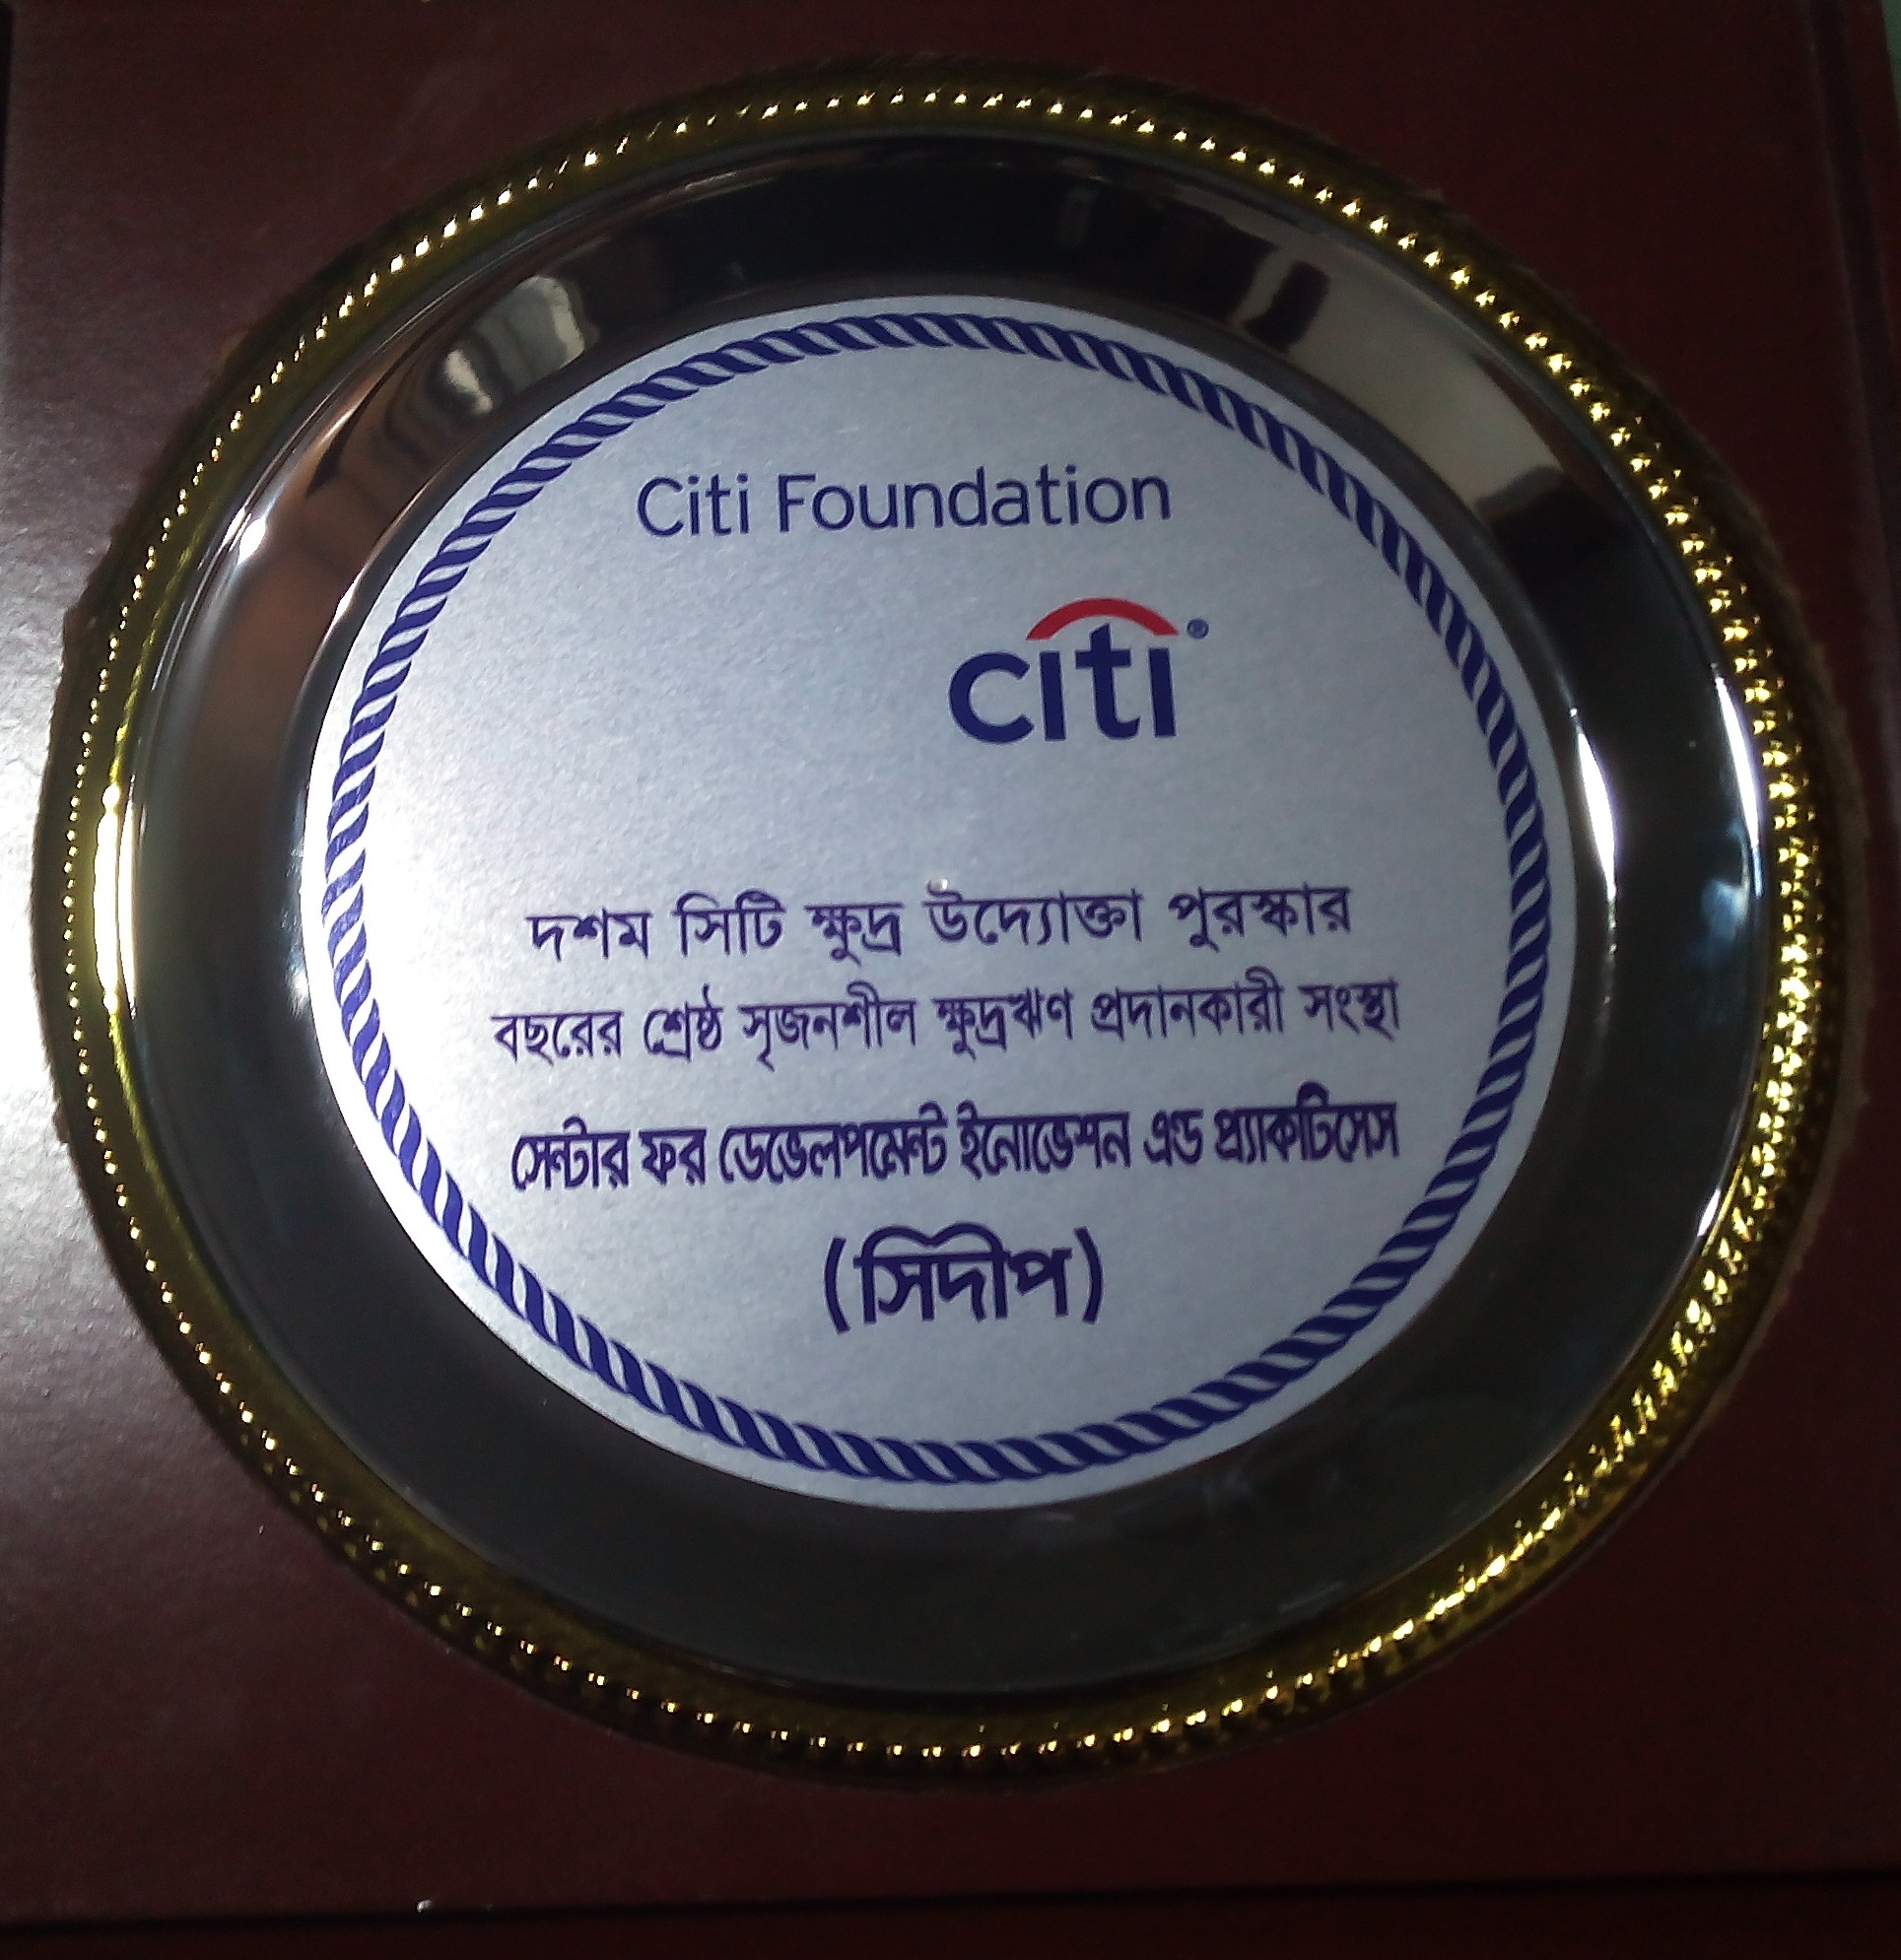 Citi Foundation
citi®
দশম সিটি ক্ষুদ্র উদ্যোক্তা পুরস্কার
বছরের শ্রেষ্ঠ সৃজনশীল ক্ষুদ্রঋণ প্রদানকারী সংস্থা
সেন্টার ফর ডেভেলপমেন্ট ইনোভেশন এন্ড প্র্যাকটিসেস
(সিদীপ)